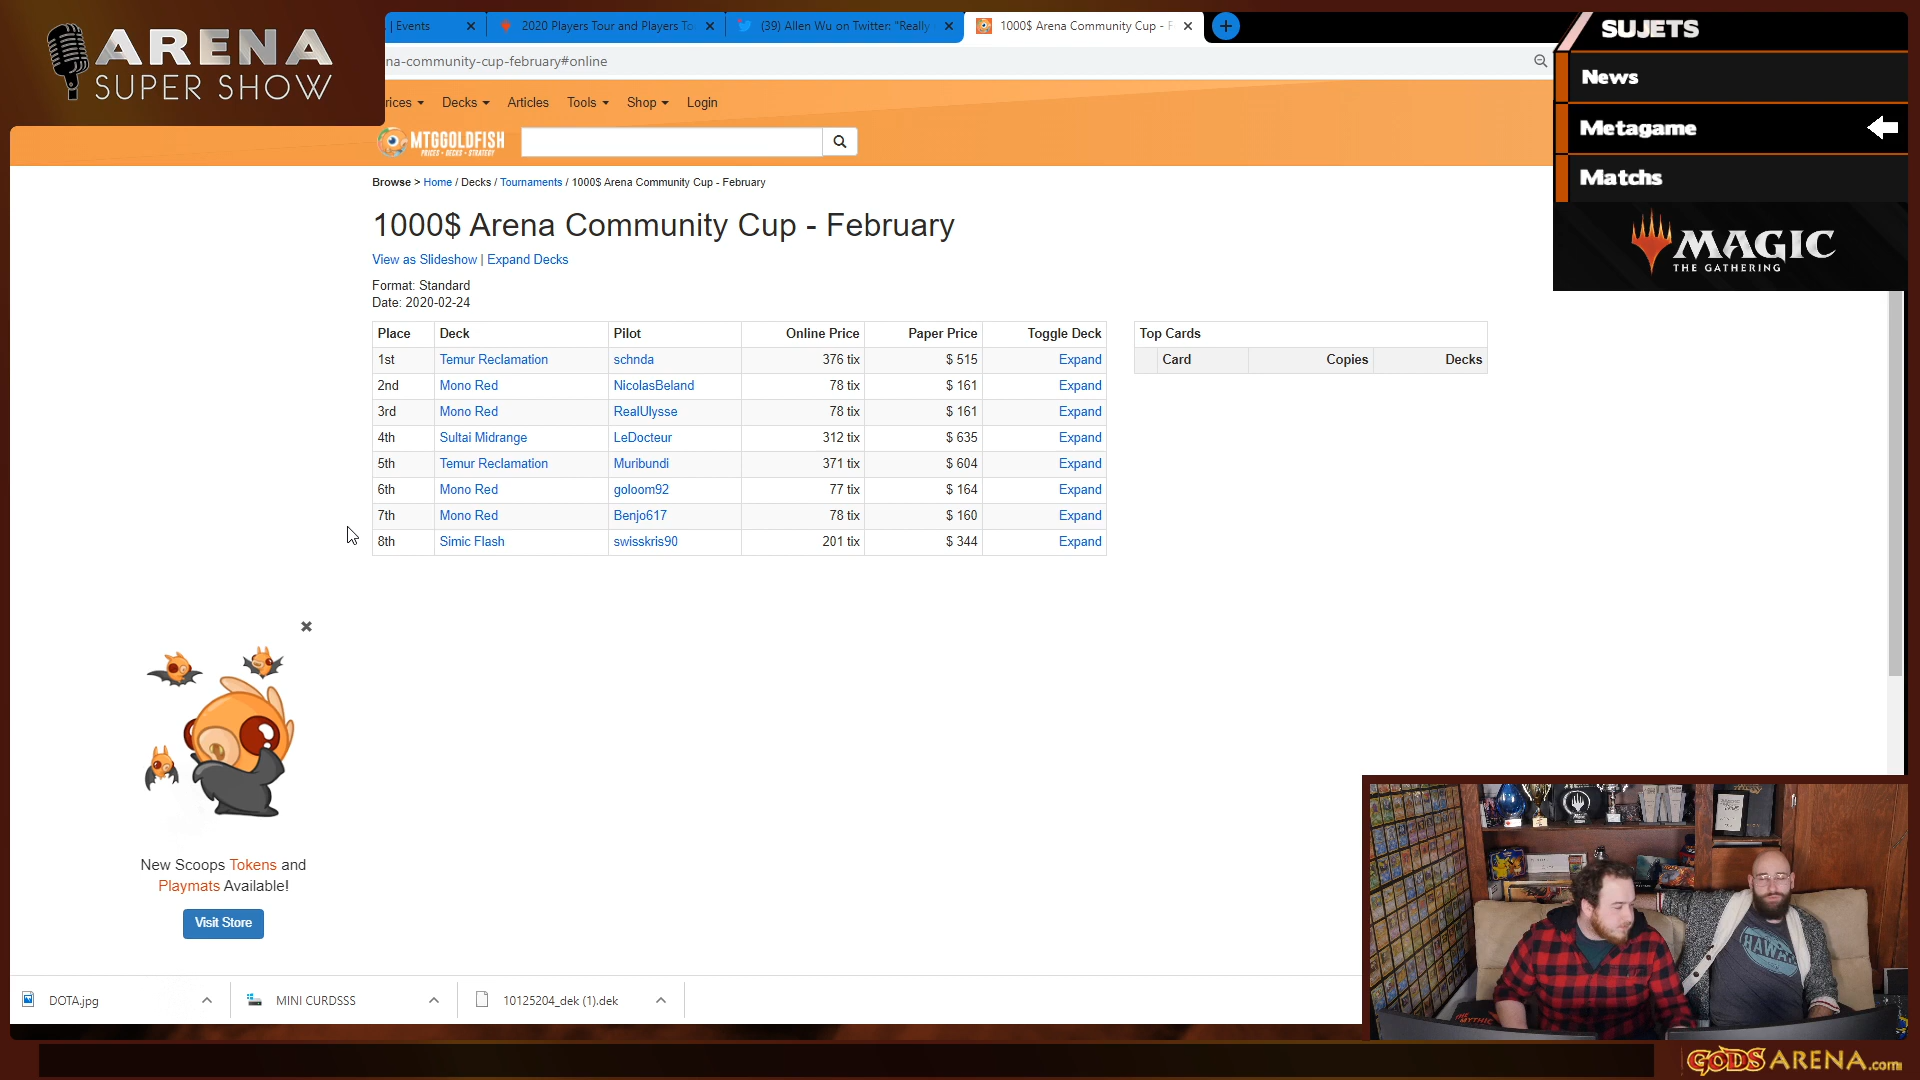 ARENA
SUPER SHOW
| Events
2020 Players Tour and Players To
(39) Allen Wu on Twitter: "Really
1000$ Arena Community Cup - F
na-community-cup-february#online
rices
Decks
Articles
Tools
Shop
Login
MTGGOLDFISH
PRICES • DECKS • STRATEGY
Browse > Home / Decks / Tournaments / 1000$ Arena Community Cup - February
1000$ Arena Community Cup - February
View as Slideshow | Expand Decks
Format: Standard
Date: 2020-02-24
Place Deck Pilot Online Price Paper Price Toggle Deck
1st Temur Reclamation schnda 376 tix $ 515 Expand
2nd Mono Red NicolasBeland 78 tix $ 161 Expand
3rd Mono Red RealUlysse 78 tix $ 161 Expand
4th Sultai Midrange LeDocteur 312 tix $ 635 Expand
5th Temur Reclamation Muribundi 371 tix $ 604 Expand
6th Mono Red goloom92 77 tix $ 164 Expand
7th Mono Red Benjo617 78 tix $ 160 Expand
8th Simic Flash swisskris90 201 tix $ 344 Expand
Top Cards
Card Copies Decks
SUJETS
News
Metagame
Matchs
MAGIC
THE GATHERING
New Scoops Tokens and
Playmats Available!
Visit Store
DOTA.jpg
MINI CURDSSS
10125204_dek (1).dek
THE MYTHIC
GODSARENA.com